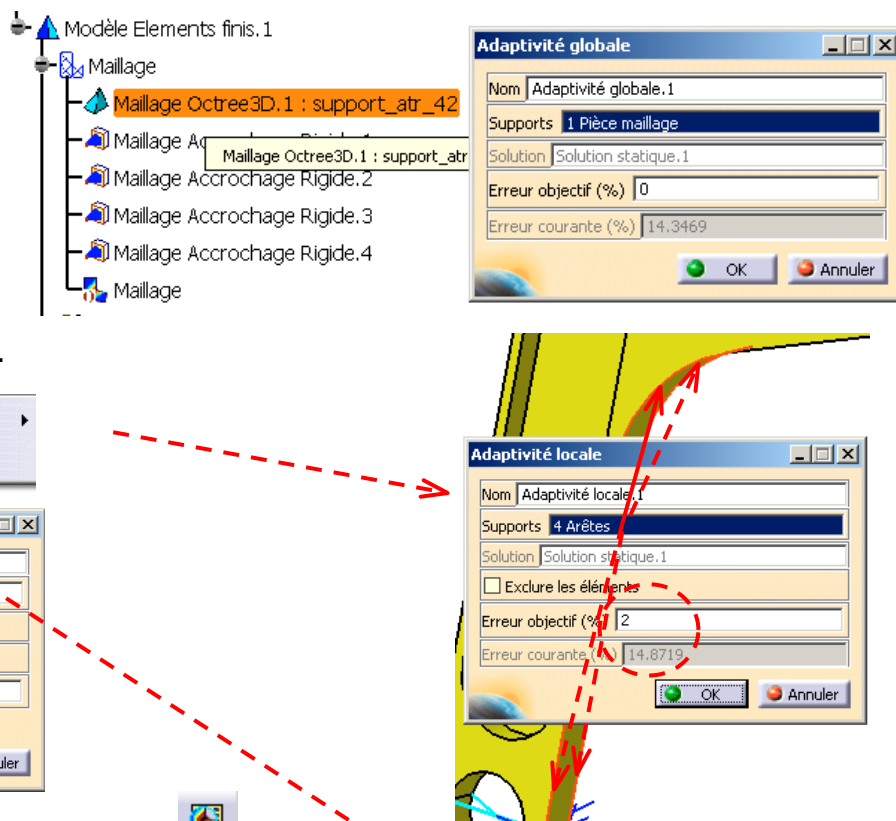 Modèle Elements finis.1
Maillage
Maillage Octree3D.1 : support_atr_42
Maillage Accrochage Rigide.1
Maillage Octree3D.1 : support_atr
Maillage Accrochage Rigide.2
Maillage Accrochage Rigide.3
Maillage Accrochage Rigide.4
Maillage
Adaptivité globale
Nom Adaptivité globale.1
Supports 1 Pièce maillage
Solution Solution statique.1
Erreur objectif (%) 0
Erreur courante (%) 14.3469
OK Annuler
Adaptivité locale
Nom Adaptivité locale.1
Supports 4 Arêtes
Solution Solution statique.1
Exclure les éléments
Erreur objectif (%) 2
Erreur courante (%) 14.8719
OK Annuler
uler